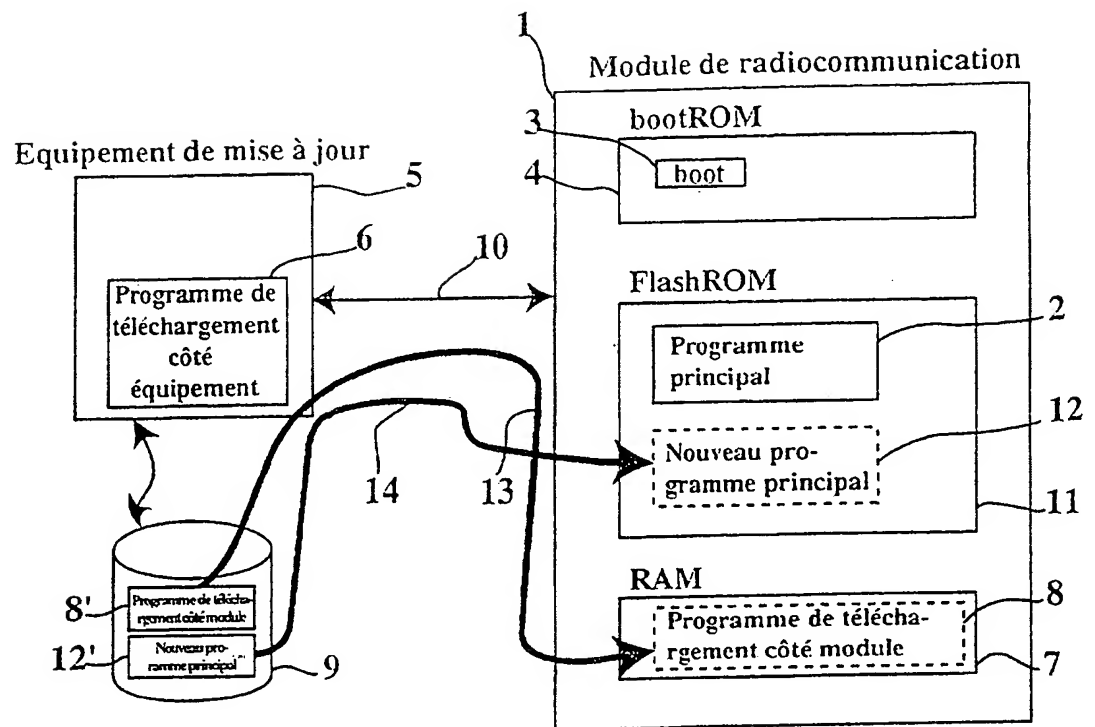 1
Module de radiocommunication
bootROM
3
boot
4
Equipement de mise à jour
5
6
10
Programme de
téléchargement
côté
équipement
FlashROM
2
Programme
principal
12
Nouveau pro-
gramme principal
14
13
11
RAM
8
Programme de télécha-
rgement côté module
7
8'
Programme de télécha-
rgement côté module
12'
Nouveau pro-
gramme principal
9